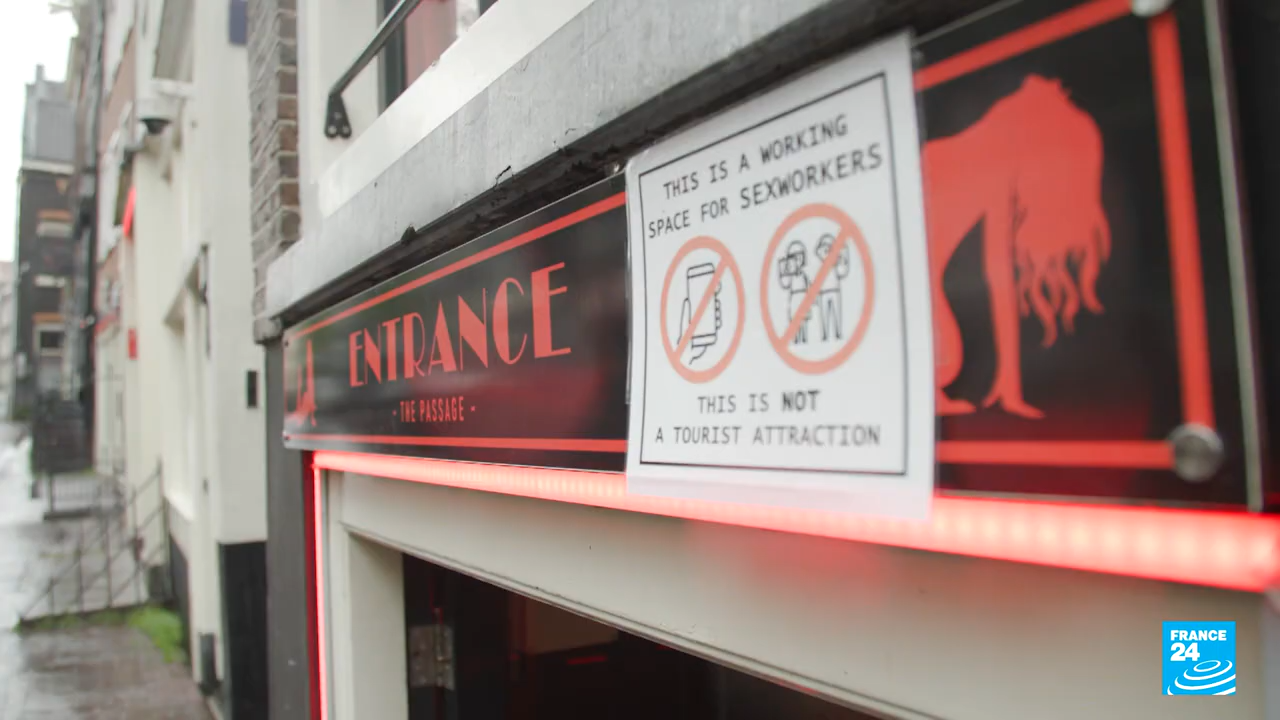 THIS IS A WORKING
SPACE FOR SEXWORKERS
THIS IS NOT
A TOURIST ATTRACTION
ENTRANCE
- THE PASSAGE -
FRANCE
24